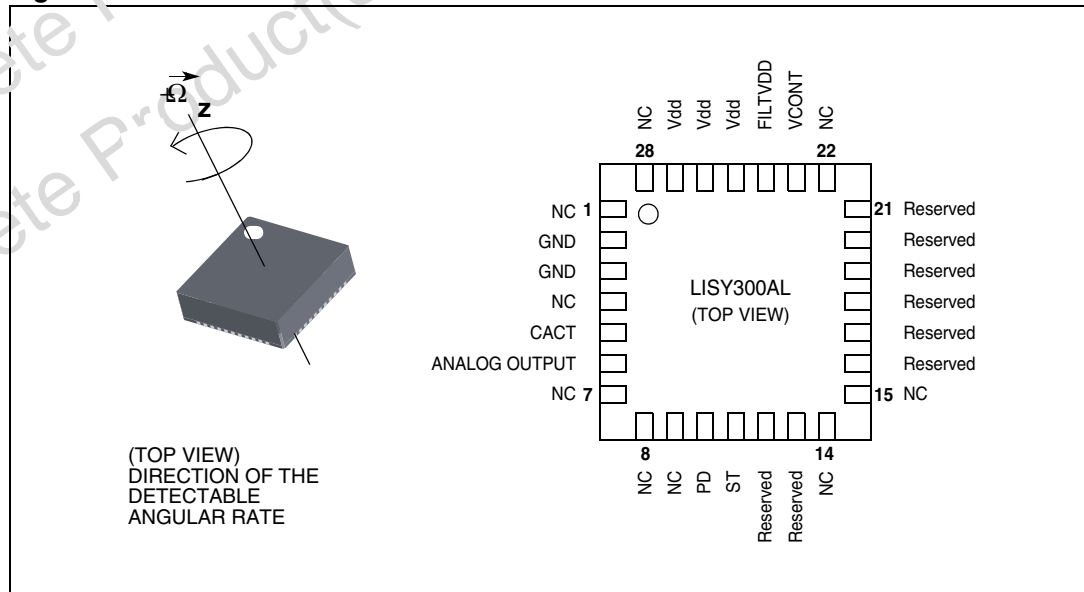 +Ω
z
(TOP VIEW)
DIRECTION OF THE
DETECTABLE
ANGULAR RATE
NC
Vdd
Vdd
Vdd
FILTVDD
VCONT
NC
28
22
NC 1
GND
GND
NC
CACT
ANALOG OUTPUT
NC 7
LISY300AL
(TOP VIEW)
21 Reserved
Reserved
Reserved
Reserved
Reserved
Reserved
15 NC
8
14
NC
NC
PD
ST
Reserved
Reserved
NC